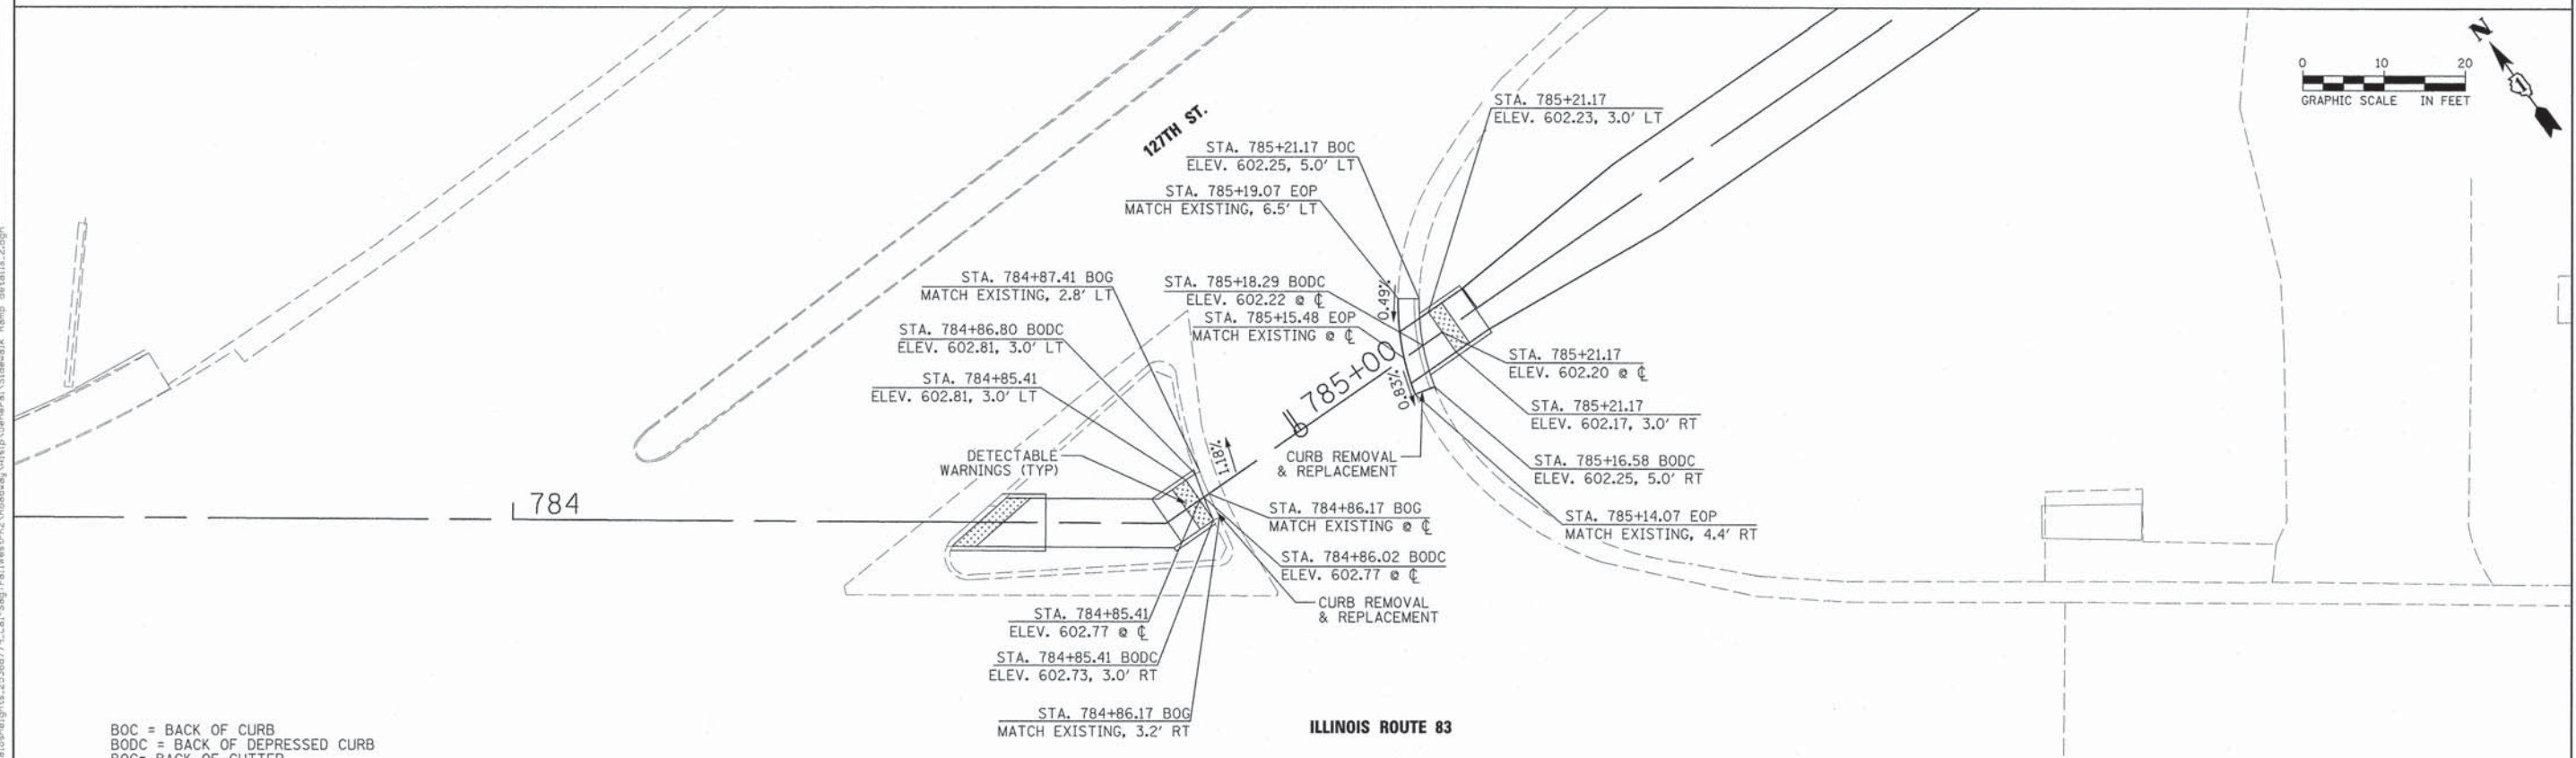 N
0 10 20
GRAPHIC SCALE IN FEET
127TH ST.
STA. 785+21.17
ELEV. 602.23, 3.0' LT
STA. 785+21.17 BOC
ELEV. 602.25, 5.0' LT
STA. 785+19.07 EOP
MATCH EXISTING, 6.5' LT
STA. 784+87.41 BOG
MATCH EXISTING, 2.8' LT
STA. 785+18.29 BODC
ELEV. 602.22 @ ℄
STA. 785+15.48 EOP
MATCH EXISTING @ ℄
0.49%
STA. 784+86.80 BODC
ELEV. 602.81, 3.0' LT
STA. 784+85.41
ELEV. 602.81, 3.0' LT
785+00
0.83%
STA. 785+21.17
ELEV. 602.20 @ ℄
STA. 785+21.17
ELEV. 602.17, 3.0' RT
DETECTABLE
WARNINGS (TYP)
1.18%
CURB REMOVAL
& REPLACEMENT
STA. 785+16.58 BODC
ELEV. 602.25, 5.0' RT
784
STA. 784+86.17 BOG
MATCH EXISTING @ ℄
STA. 785+14.07 EOP
MATCH EXISTING, 4.4' RT
STA. 784+86.02 BODC
ELEV. 602.77 @ ℄
CURB REMOVAL
& REPLACEMENT
STA. 784+85.41
ELEV. 602.77 @ ℄
STA. 784+85.41 BODC
ELEV. 602.73, 3.0' RT
STA. 784+86.17 BOG
MATCH EXISTING, 3.2' RT
ILLINOIS ROUTE 83
BOC = BACK OF CURB
BODC = BACK OF DEPRESSED CURB
BOG= BACK OF GUTTER